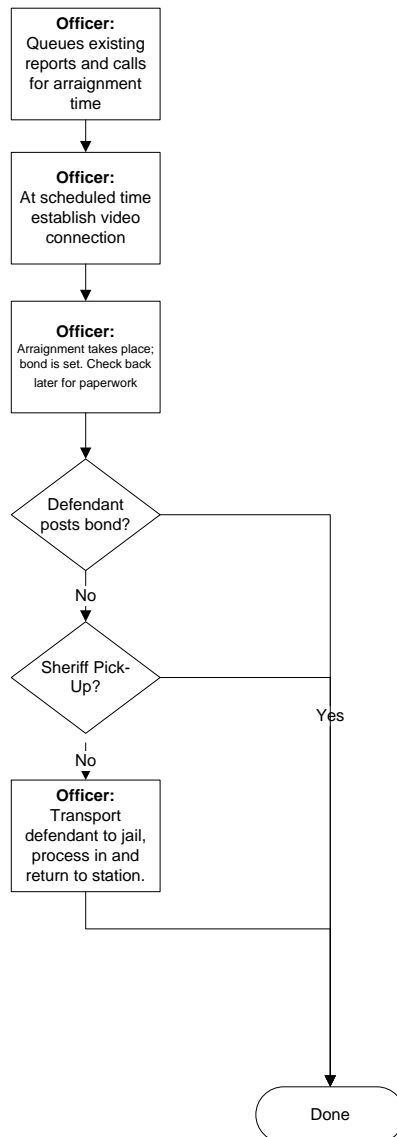 Officer:
Queues existing
reports and calls
for arraignment
time
Officer:
At scheduled time
establish video
connection
Officer:
Arraignment takes place;
bond is set. Check back
later for paperwork
Defendant
posts bond?
No
Sheriff Pick-
Up?
Yes
No
Officer:
Transport
defendant to jail,
process in and
return to station.
Done